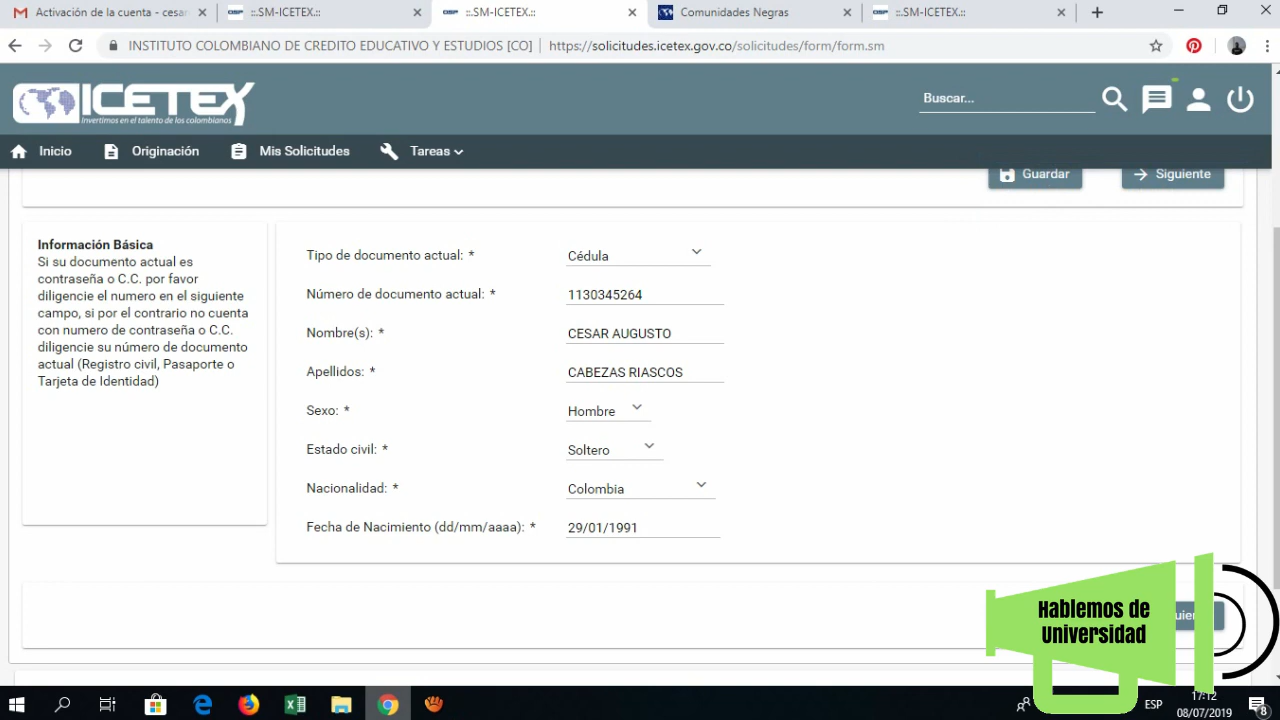 Activación de la cuenta - cesar
::.SM-ICETEX.::
::.SM-ICETEX.::
Comunidades Negras
::.SM-ICETEX.::
INSTITUTO COLOMBIANO DE CREDITO EDUCATIVO Y ESTUDIOS [CO] | https://solicitudes.icetex.gov.co/solicitudes/form/form.sm
ICETEX
Invertimos en el talento de los colombianos
Buscar...
Inicio
Originación
Mis Solicitudes
Tareas
Guardar
Siguiente
Información Básica
Si su documento actual es
contraseña o C.C. por favor
diligencie el numero en el siguiente
campo, si por el contrario no cuenta
con numero de contraseña o C.C.
diligencie su número de documento
actual (Registro civil, Pasaporte o
Tarjeta de Identidad)
Tipo de documento actual: * Cédula
Número de documento actual: * 1130345264
Nombre(s): * CESAR AUGUSTO
Apellidos: * CABEZAS RIASCOS
Sexo: * Hombre
Estado civil: * Soltero
Nacionalidad: * Colombia
Fecha de Nacimiento (dd/mm/aaaa): * 29/01/1991
Hablemos de
Universidad
ESP
17:12
08/07/2019
8